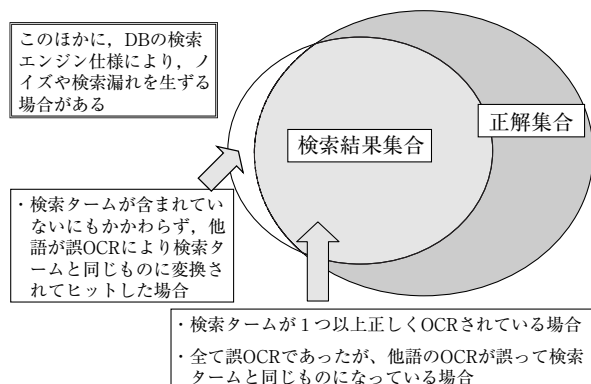 このほかに，DBの検索
エンジン仕様により，ノ
イズや検索漏れを生ずる
場合がある
正解集合
検索結果集合
・検索タームが含まれてい
ないにもかかわらず，他
語が誤OCRにより検索タ
ームと同じものに変換さ
れてヒットした場合
・検索タームが１つ以上正しくOCRされている場合
・全て誤OCRであったが、他語のOCRが誤って検索
タームと同じものになっている場合